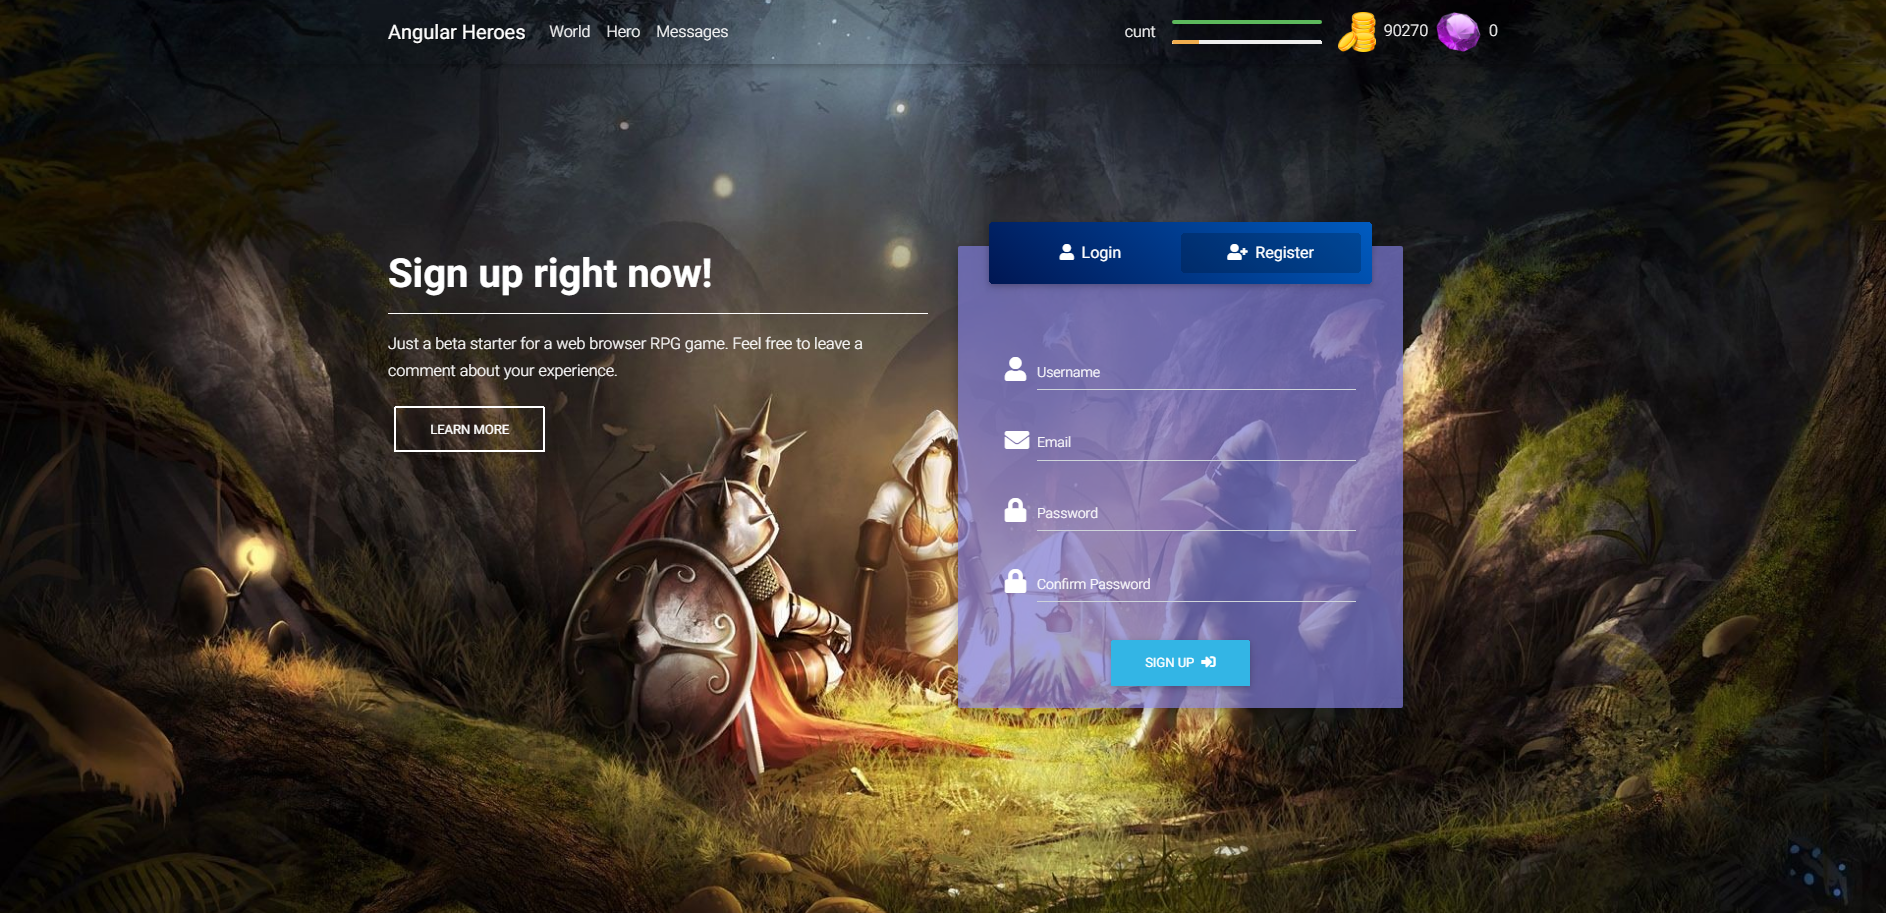 Angular Heroes World Hero Messages cunt 90270 0
Login Register
Sign up right now!
Just a beta starter for a web browser RPG game. Feel free to leave a
comment about your experience.
LEARN MORE
Username
Email
Password
Confirm Password
SIGN UP